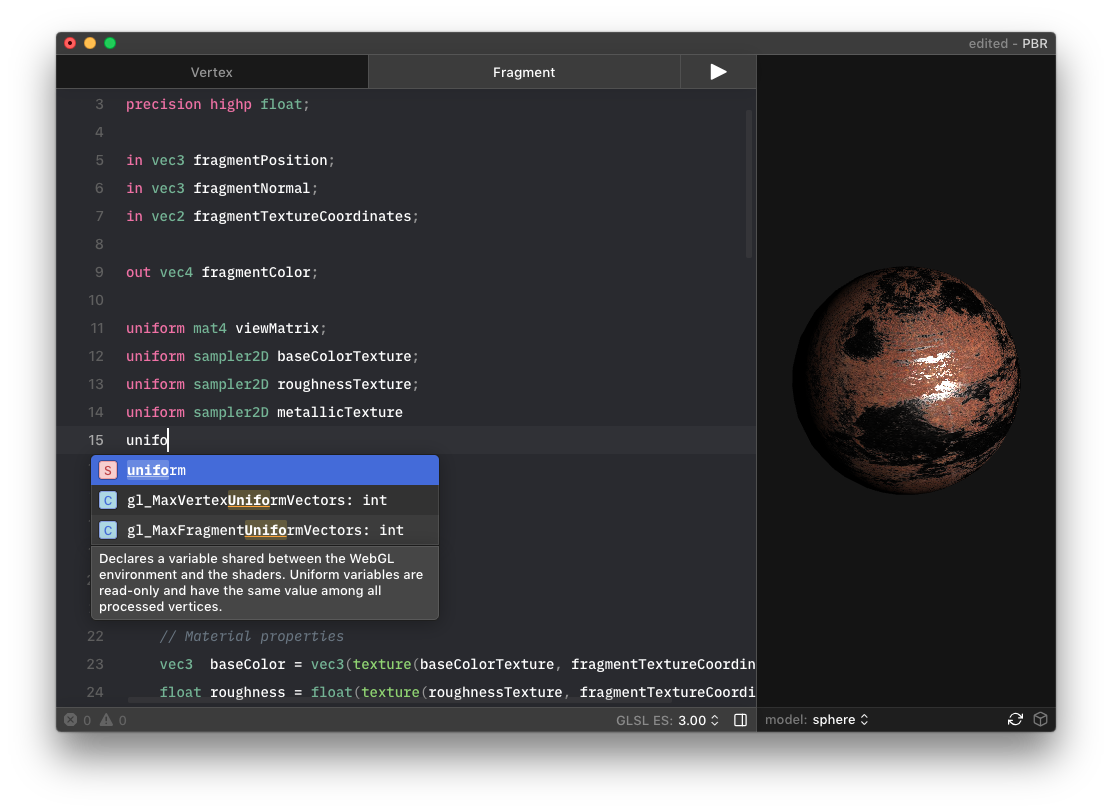 edited - PBR
Vertex
Fragment
3 precision highp float;
4
5 in vec3 fragmentPosition;
6 in vec3 fragmentNormal;
7 in vec2 fragmentTextureCoordinates;
8
9 out vec4 fragmentColor;
10
11 uniform mat4 viewMatrix;
12 uniform sampler2D baseColorTexture;
13 uniform sampler2D roughnessTexture;
14 uniform sampler2D metallicTexture
15 unifo
S uniform
C gl_MaxVertexUniformVectors: int
C gl_MaxFragmentUniformVectors: int
Declares a variable shared between the WebGL
environment and the shaders. Uniform variables are
read-only and have the same value among all
processed vertices.
22 // Material properties
23 vec3 baseColor = vec3(texture(baseColorTexture, fragmentTextureCoordin
24 float roughness = float(texture(roughnessTexture, fragmentTextureCoordi
0 0
GLSL ES: 3.00
model: sphere